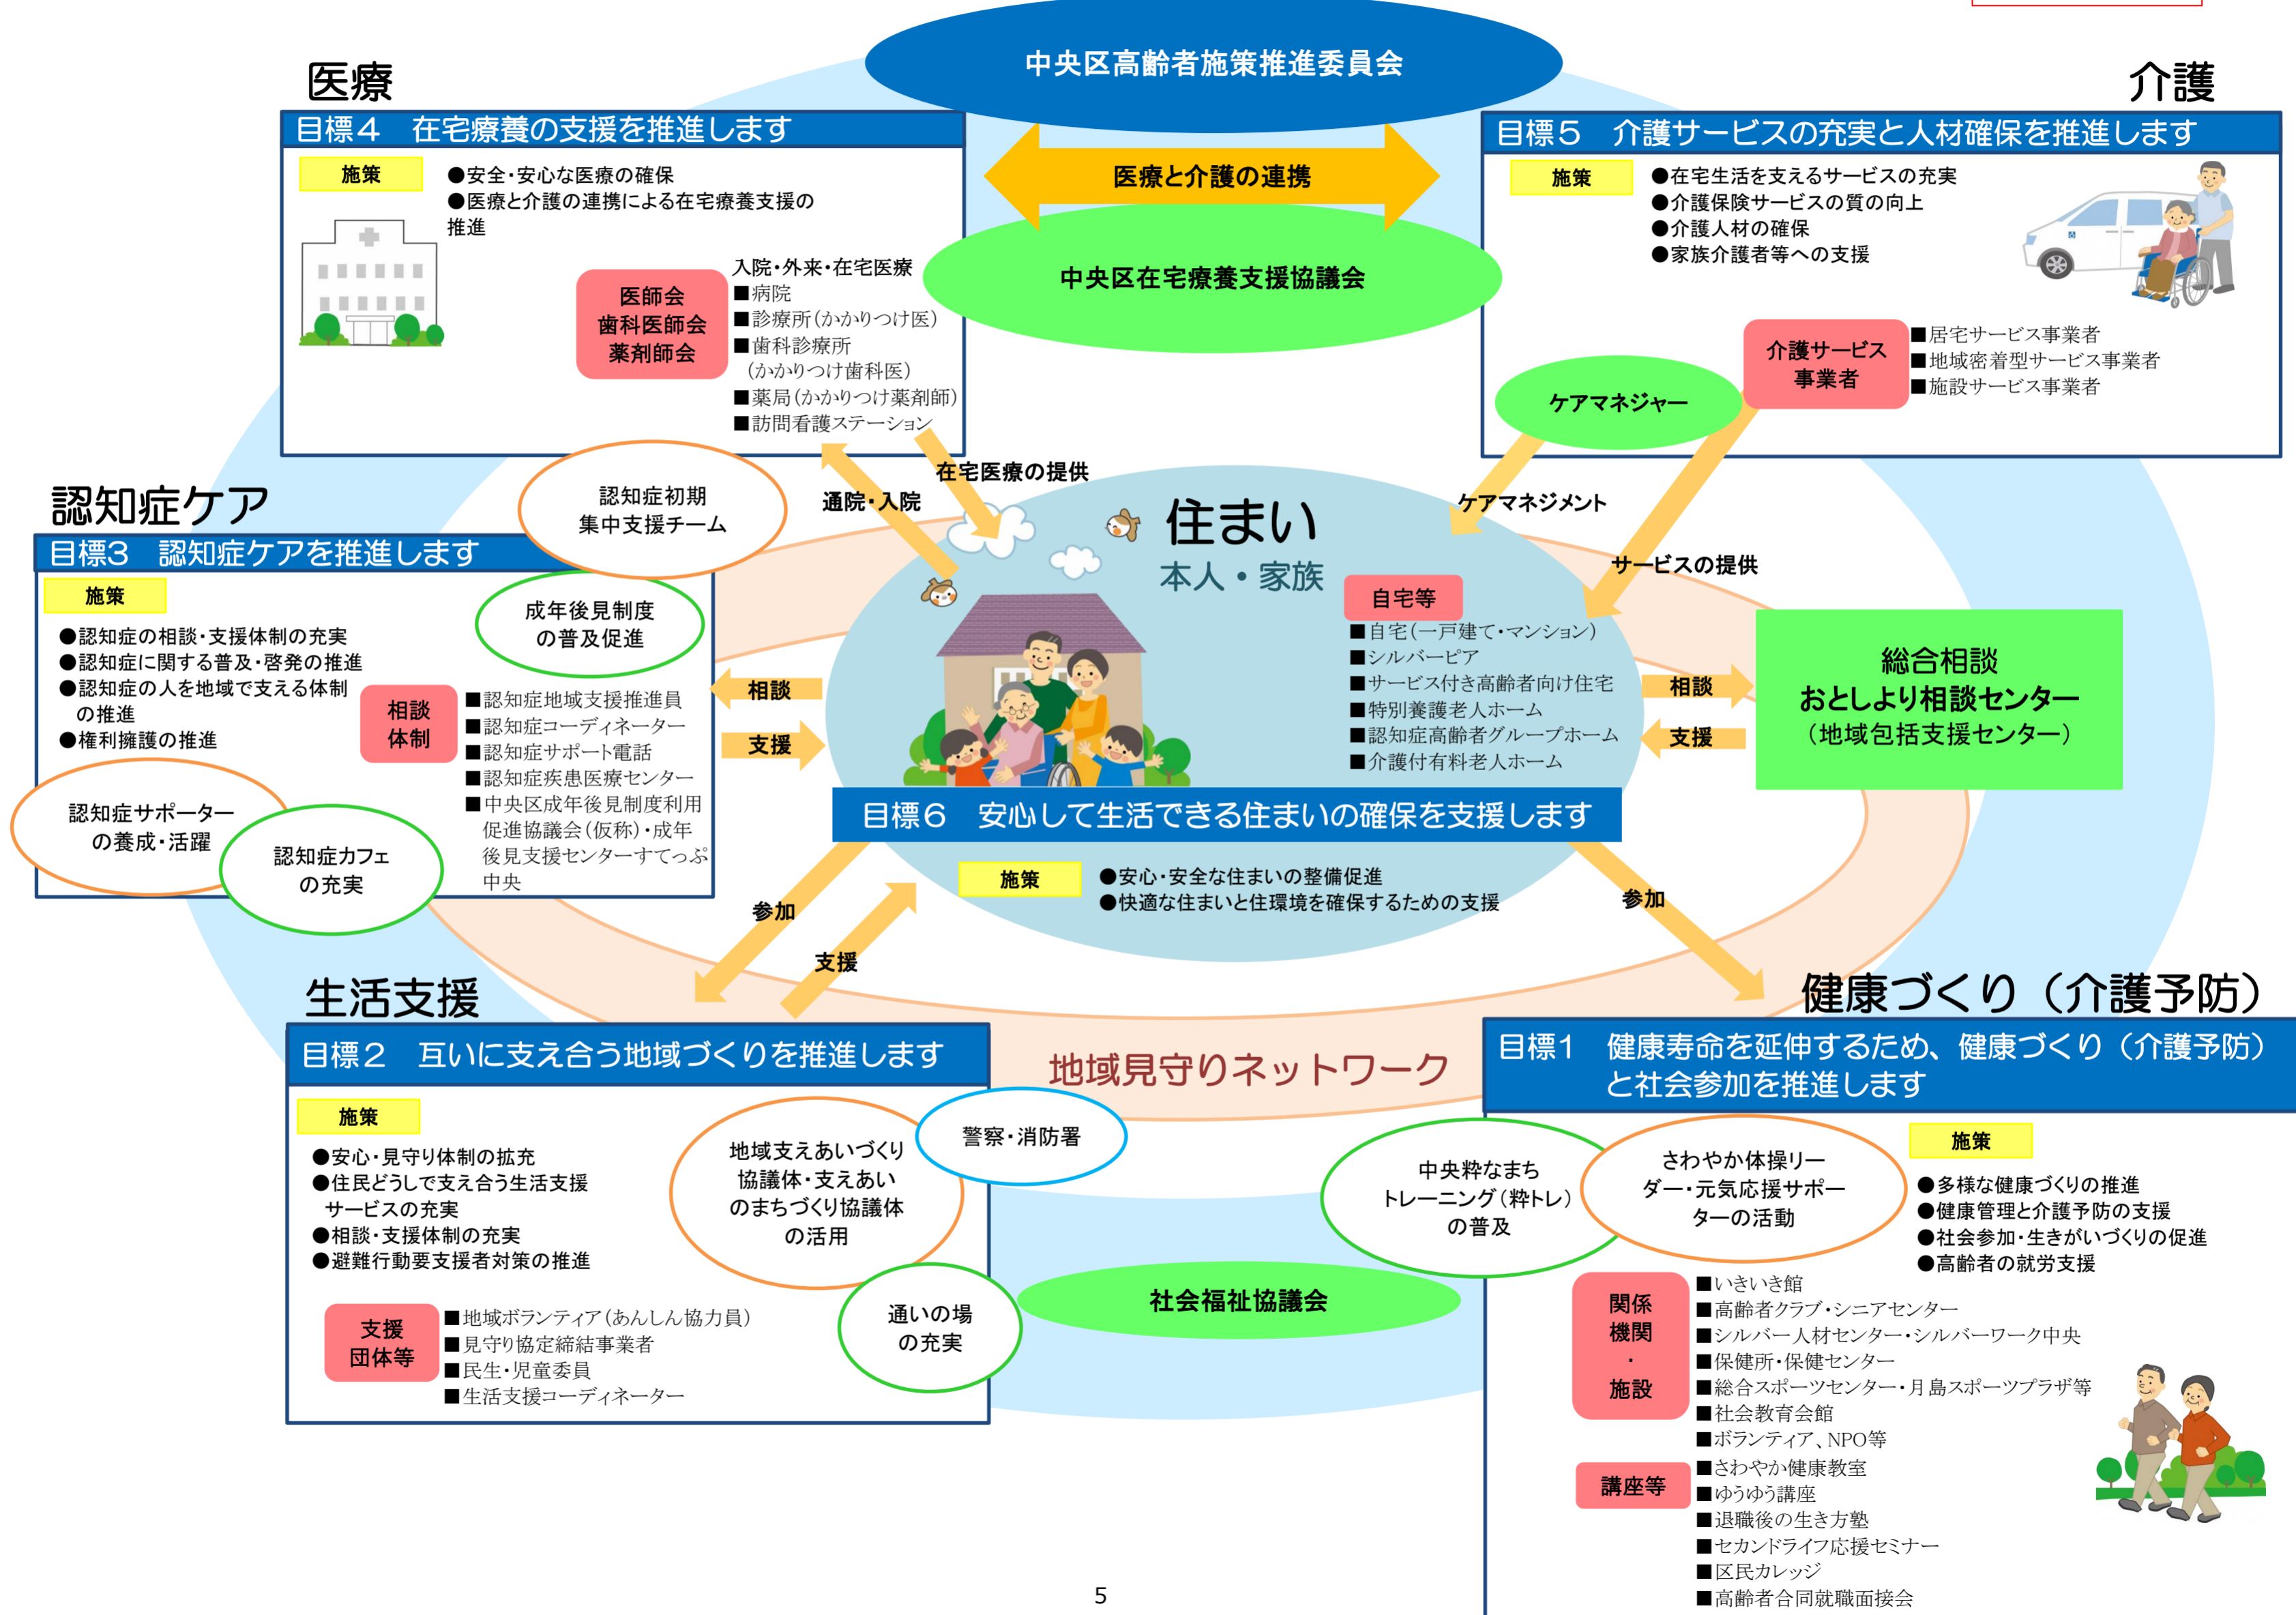 中央区高齢者施策推進委員会
医療
目標4　在宅療養の支援を推進します
施策
●安全・安心な医療の確保
●医療と介護の連携による在宅療養支援の
推進
医師会
歯科医師会
薬剤師会
入院・外来・在宅医療
■病院
■診療所(かかりつけ医)
■歯科診療所
(かかりつけ歯科医)
■薬局(かかりつけ薬剤師)
■訪問看護ステーション
医療と介護の連携
中央区在宅療養支援協議会
介護
目標5　介護サービスの充実と人材確保を推進します
施策
●在宅生活を支えるサービスの充実
●介護保険サービスの質の向上
●介護人材の確保
●家族介護者等への支援
介護サービス
事業者
■居宅サービス事業者
■地域密着型サービス事業者
■施設サービス事業者
ケアマネジャー
在宅医療の提供
通院・入院
ケアマネジメント
サービスの提供
認知症ケア
認知症初期
集中支援チーム
目標3　認知症ケアを推進します
施策
●認知症の相談・支援体制の充実
●認知症に関する普及・啓発の推進
●認知症の人を地域で支える体制
の推進
●権利擁護の推進
成年後見制度
の普及促進
相談
体制
■認知症地域支援推進員
■認知症コーディネーター
■認知症サポート電話
■認知症疾患医療センター
■中央区成年後見制度利用
促進協議会(仮称)・成年
後見支援センターすてっぷ
中央
認知症サポーター
の養成・活躍
認知症カフェ
の充実
相談
支援
住まい
本人・家族
自宅等
■自宅(一戸建て・マンション)
■シルバーピア
■サービス付き高齢者向け住宅
■特別養護老人ホーム
■認知症高齢者グループホーム
■介護付有料老人ホーム
目標6　安心して生活できる住まいの確保を支援します
施策
●安心・安全な住まいの整備促進
●快適な住まいと住環境を確保するための支援
相談
支援
総合相談
おとしより相談センター
(地域包括支援センター)
参加
支援
参加
生活支援
目標2　互いに支え合う地域づくりを推進します
施策
●安心・見守り体制の拡充
●住民どうしで支え合う生活支援
サービスの充実
●相談・支援体制の充実
●避難行動要支援者対策の推進
地域支えあいづくり
協議体・支えあい
のまちづくり協議体
の活用
警察・消防署
通いの場
の充実
支援
団体等
■地域ボランティア(あんしん協力員)
■見守り協定締結事業者
■民生・児童委員
■生活支援コーディネーター
地域見守りネットワーク
社会福祉協議会
健康づくり（介護予防）
目標1　健康寿命を延伸するため、健康づくり（介護予防）
と社会参加を推進します
中央粋なまち
トレーニング(粋トレ)
の普及
さわやか体操リー
ダー・元気応援サポー
ターの活動
施策
●多様な健康づくりの推進
●健康管理と介護予防の支援
●社会参加・生きがいづくりの促進
●高齢者の就労支援
関係
機関
・
施設
■いきいき館
■高齢者クラブ・シニアセンター
■シルバー人材センター・シルバーワーク中央
■保健所・保健センター
■総合スポーツセンター・月島スポーツプラザ等
■社会教育会館
■ボランティア、NPO等
講座等
■さわやか健康教室
■ゆうゆう講座
■退職後の生き方塾
■セカンドライフ応援セミナー
■区民カレッジ
■高齢者合同就職面接会
5